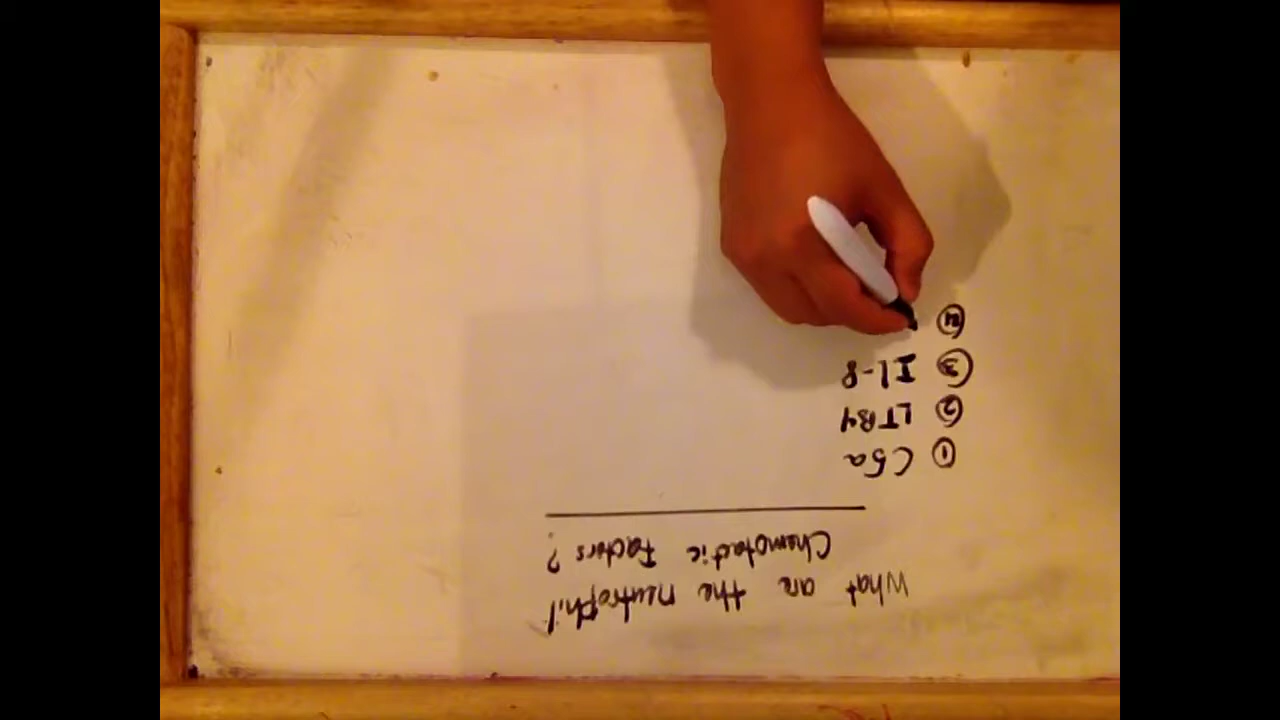 What are the neutrophil
Chemotactic Factors?
① C5a
② LTB4
③ IL-8
④